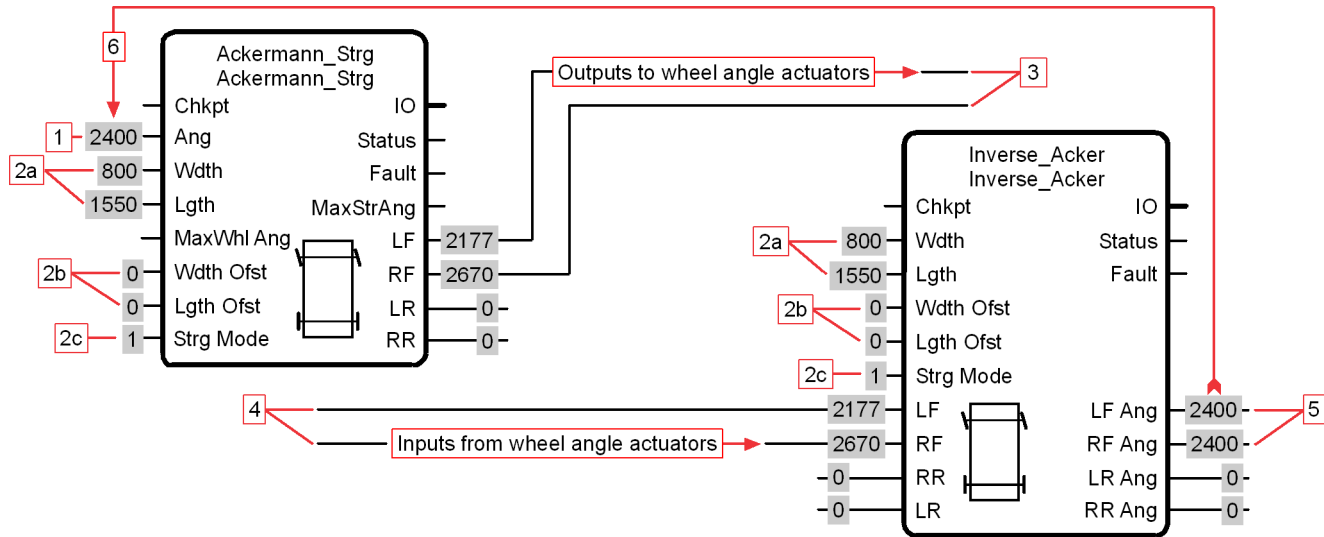 6
Ackermann_Strg
Ackermann_Strg
Chkpt IO
1 2400 Ang Status
2a 800 Wdth Fault
1550 Lgth MaxStrAng
MaxWhl Ang LF 2177
2b 0 Wdth Ofst RF 2670
0 Lgth Ofst LR 0
2c 1 Strg Mode RR 0
Outputs to wheel angle actuators 3
Inverse_Acker
Inverse_Acker
Chkpt IO
2a 800 Wdth Status
1550 Lgth Fault
2b 0 Wdth Ofst
0 Lgth Ofst
2c 1 Strg Mode
4 2177 LF LF Ang 2400 5
Inputs from wheel angle actuators 2670 RF RF Ang 2400
0 RR LR Ang 0
0 LR RR Ang 0